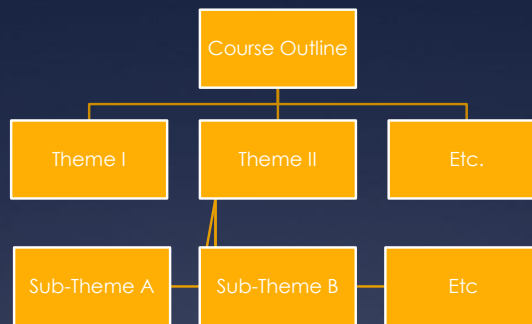 Course Outline
Theme I
Theme II
Etc.
Sub-Theme A
Sub-Theme B
Etc